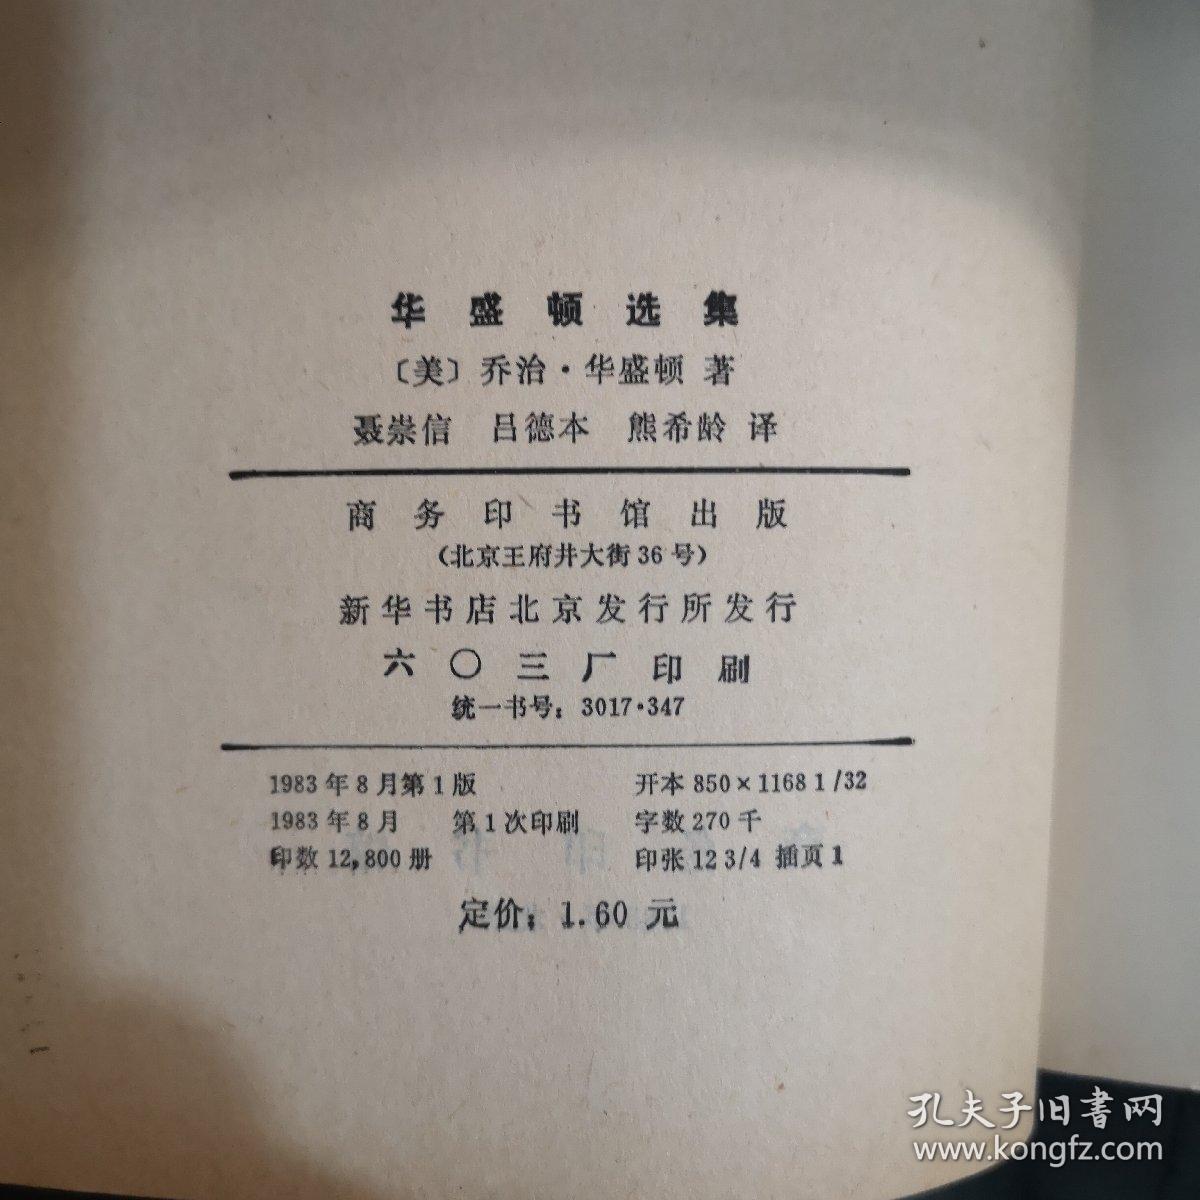 华盛顿选集
〔美〕乔治·华盛顿 著
聂崇信 吕德本 熊希龄 译
商务印书馆出版
（北京王府井大街36号）
新华书店北京发行所发行
六〇三厂印刷
统一书号：3017·347
1983年8月第1版 开本 850×1168 1/32
1983年8月 第1次印刷 字数 270千
印数 12,800册 印张 12 3/4 插页 1
定价：1.60 元
孔夫子旧書网
www.kongfz.com